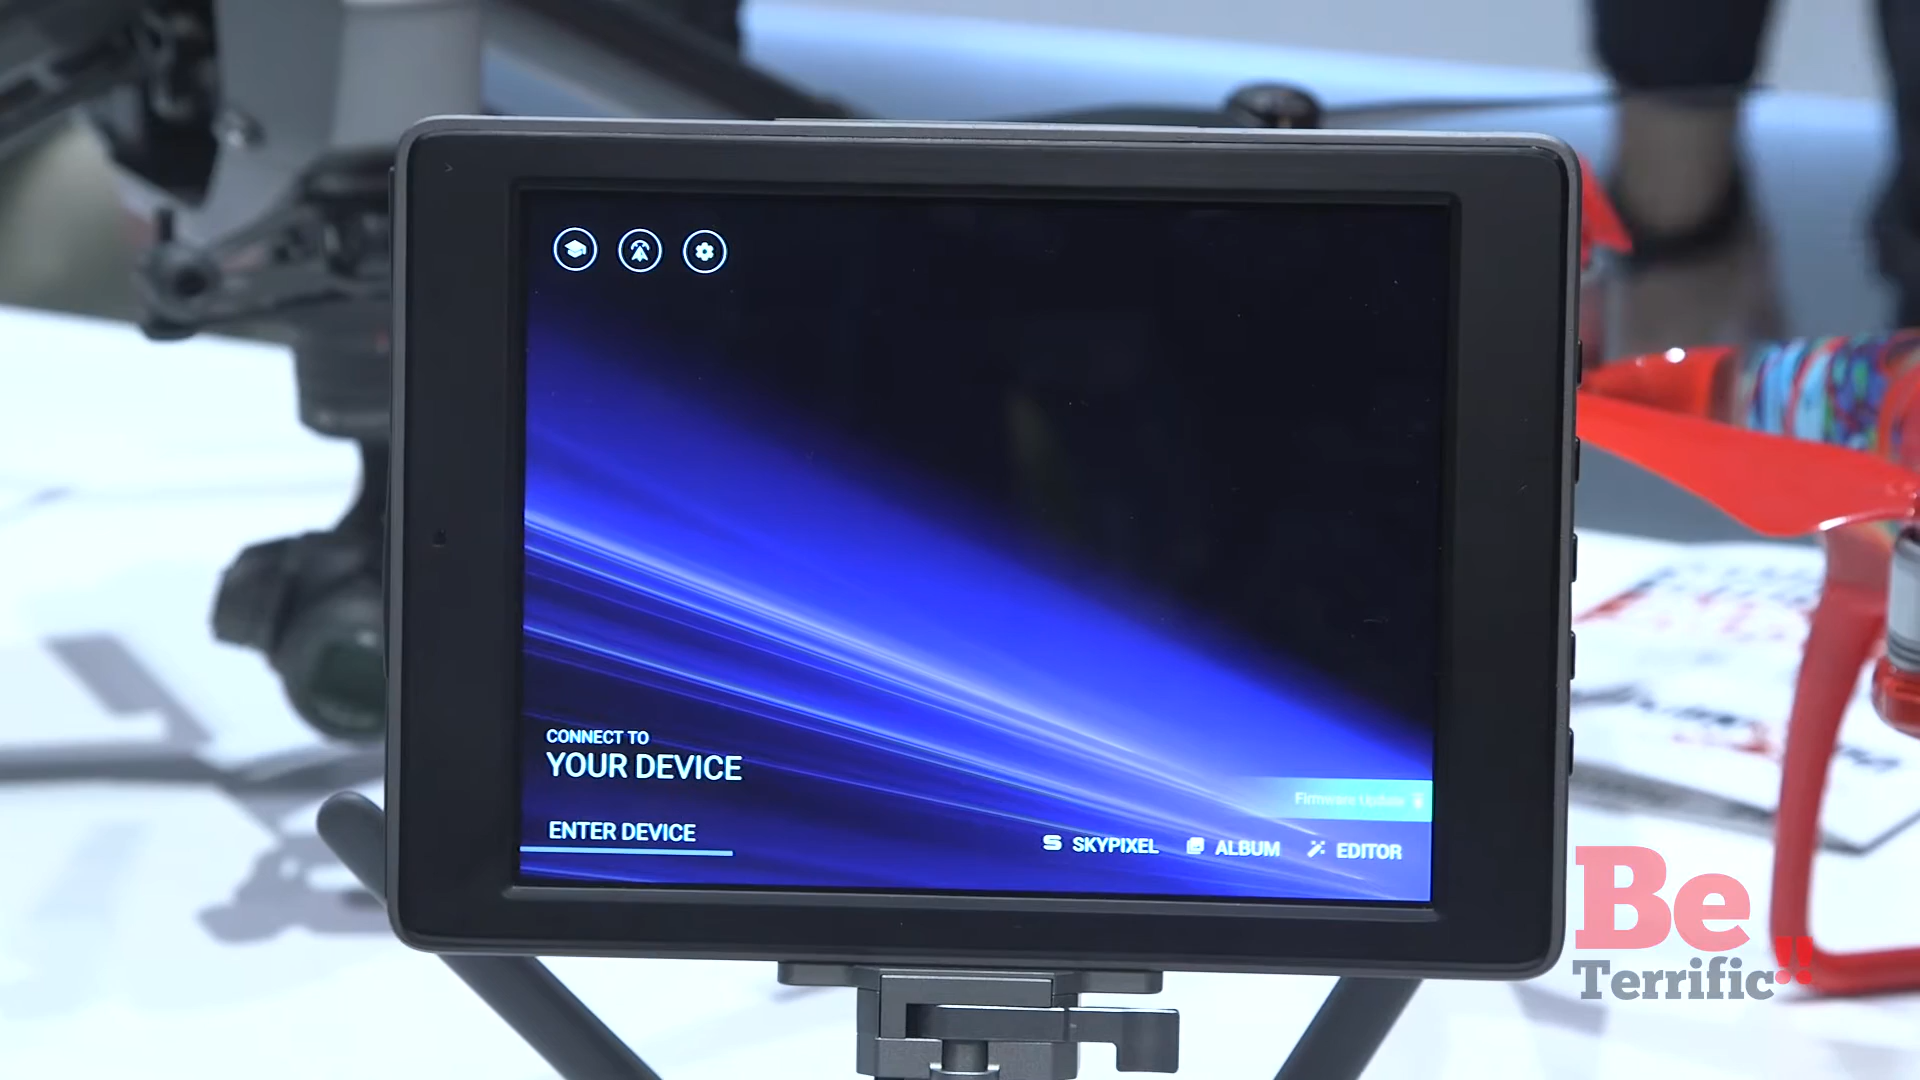 CONNECT TO
YOUR DEVICE
ENTER DEVICE
Firmware Update
SKYPIXEL
ALBUM
EDITOR
Be
Terrific!!